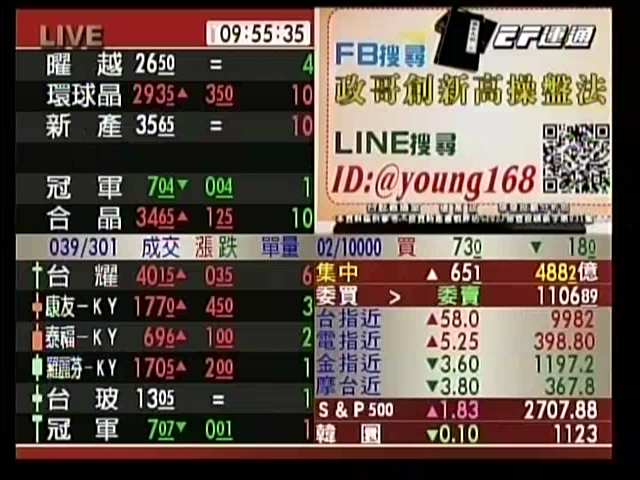 LIVE 09:55:35
曜越 2650 = 4
環球晶 2935▲ 350 10
新產 3565 = 10
冠軍 704▼ 004 1
合晶 3465▲ 125 10
039/301 成交 漲跌 單量
台耀 4015▲ 035 6
康友-KY 1770▲ 450 3
泰福-KY 696▲ 100 2
羅麗芬-KY 1705▲ 200 1
台玻 1305 = 1
冠軍 707▼ 001 1
CF運通
FB搜尋
政哥創新高操盤法
LINE搜尋
ID:@young168
02/10000 買 730 ▼ 180
集中 ▲ 651 4882億
委買 > 委賣 110689
台指近 ▲58.0 9982
電指近 ▲5.25 398.80
金指近 ▼3.60 1197.2
摩台近 ▼3.80 367.8
S&P500 ▲1.83 2707.88
韓國 ▼0.10 1123